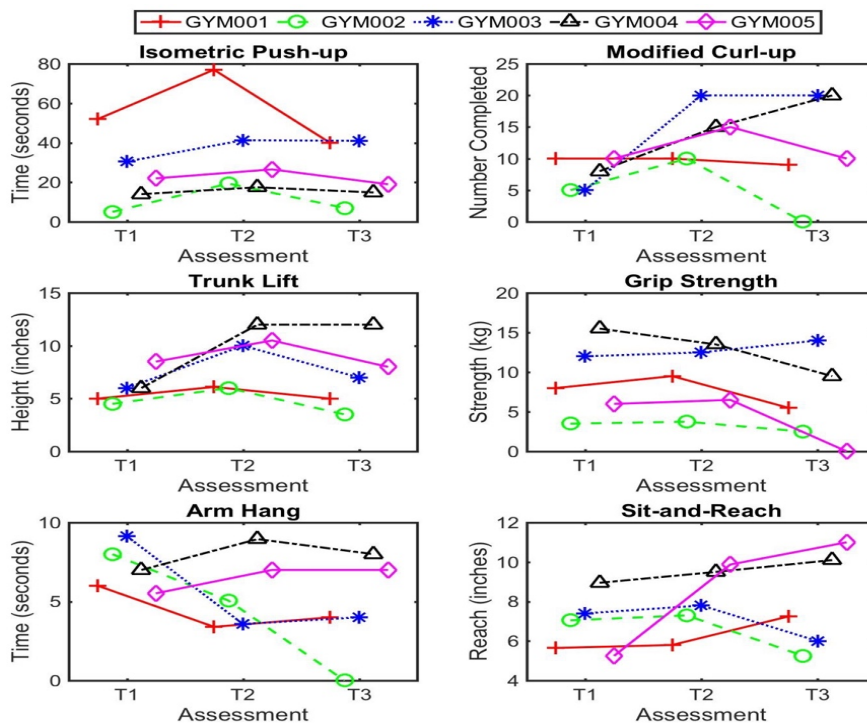 GYM001 GYM002 GYM003 GYM004 GYM005
Isometric Push-up
Time (seconds)
80
60
40
20
0
T1 T2 T3
Assessment
Modified Curl-up
Number Completed
25
20
15
10
5
0
T1 T2 T3
Assessment
Trunk Lift
Height (inches)
15
10
5
0
T1 T2 T3
Assessment
Grip Strength
Strength (kg)
20
15
10
5
0
T1 T2 T3
Assessment
Arm Hang
Time (seconds)
10
5
0
T1 T2 T3
Assessment
Sit-and-Reach
Reach (inches)
12
10
8
6
4
T1 T2 T3
Assessment